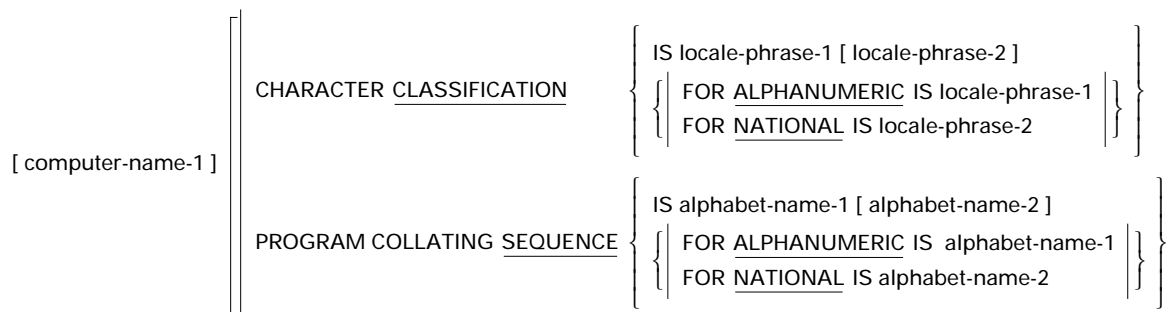 IS locale-phrase-1 [ locale-phrase-2 ]
CHARACTER CLASSIFICATION
FOR ALPHANUMERIC IS locale-phrase-1
FOR NATIONAL IS locale-phrase-2
[ computer-name-1 ]
IS alphabet-name-1 [ alphabet-name-2 ]
PROGRAM COLLATING SEQUENCE
FOR ALPHANUMERIC IS alphabet-name-1
FOR NATIONAL IS alphabet-name-2